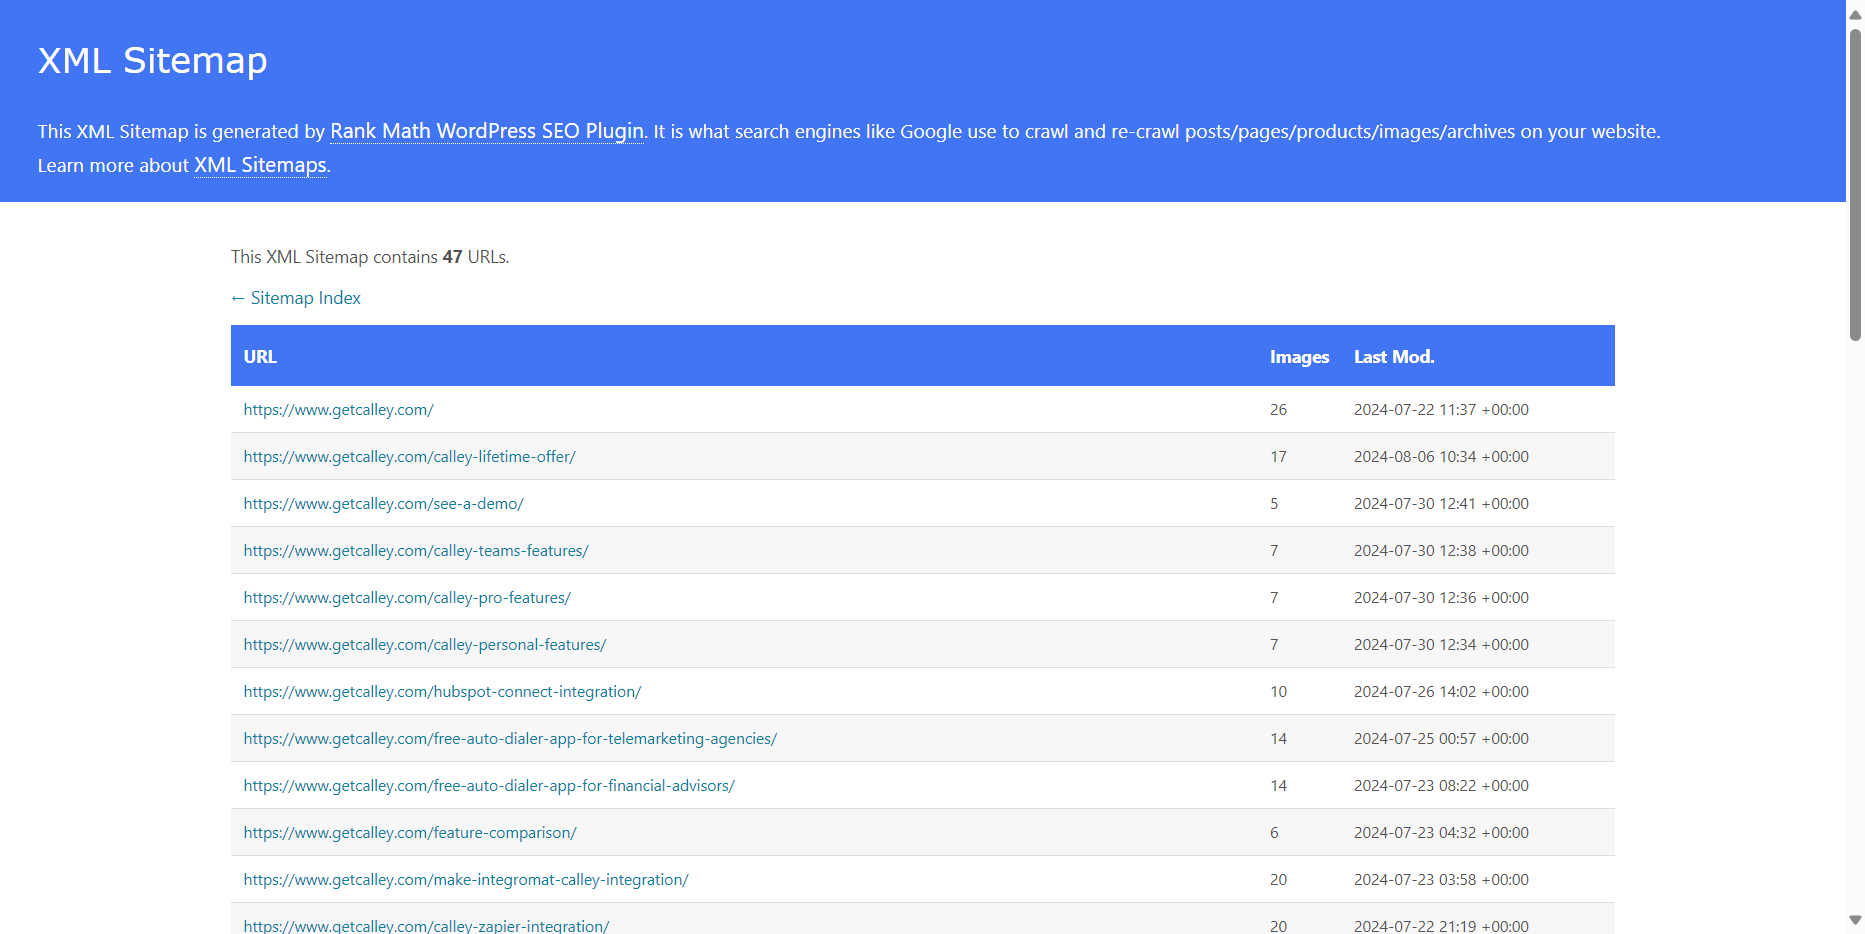 XML Sitemap
This XML Sitemap is generated by Rank Math WordPress SEO Plugin. It is what search engines like Google use to crawl and re-crawl posts/pages/products/images/archives on your website.
Learn more about XML Sitemaps.
This XML Sitemap contains 47 URLs.
← Sitemap Index
URL Images Last Mod.
https://www.getcalley.com/ 26 2024-07-22 11:37 +00:00
https://www.getcalley.com/calley-lifetime-offer/ 17 2024-08-06 10:34 +00:00
https://www.getcalley.com/see-a-demo/ 5 2024-07-30 12:41 +00:00
https://www.getcalley.com/calley-teams-features/ 7 2024-07-30 12:38 +00:00
https://www.getcalley.com/calley-pro-features/ 7 2024-07-30 12:36 +00:00
https://www.getcalley.com/calley-personal-features/ 7 2024-07-30 12:34 +00:00
https://www.getcalley.com/hubspot-connect-integration/ 10 2024-07-26 14:02 +00:00
https://www.getcalley.com/free-auto-dialer-app-for-telemarketing-agencies/ 14 2024-07-25 00:57 +00:00
https://www.getcalley.com/free-auto-dialer-app-for-financial-advisors/ 14 2024-07-23 08:22 +00:00
https://www.getcalley.com/feature-comparison/ 6 2024-07-23 04:32 +00:00
https://www.getcalley.com/make-integromat-calley-integration/ 20 2024-07-23 03:58 +00:00
https://www.getcalley.com/calley-zapier-integration/ 20 2024-07-22 21:19 +00:00